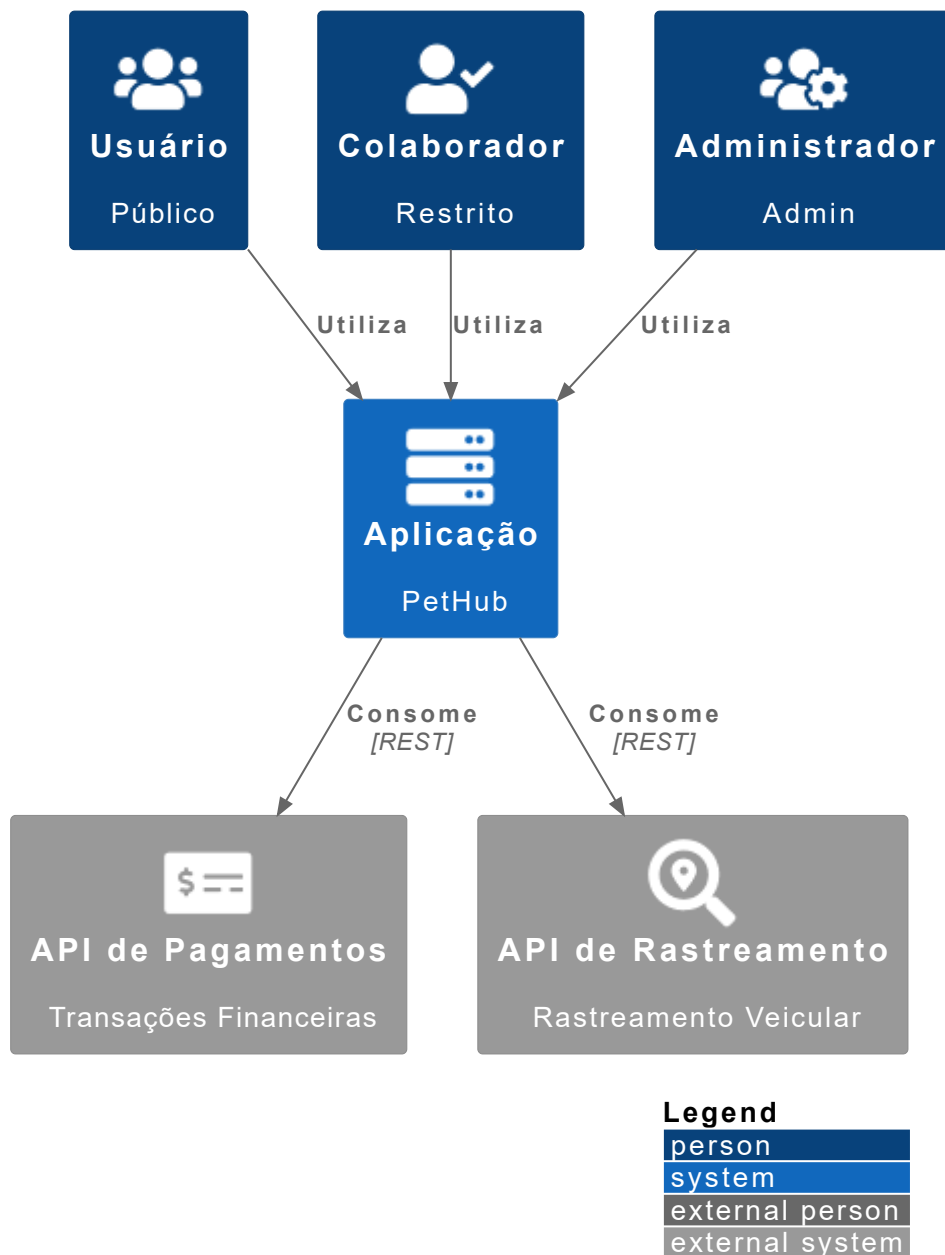 Usuário
Público
Colaborador
Restrito
Administrador
Admin
Utiliza
Utiliza
Utiliza
Aplicação
PetHub
Consome
[REST]
Consome
[REST]
$
API de Pagamentos
Transações Financeiras
API de Rastreamento
Rastreamento Veicular
Legend
person
system
external person
external system